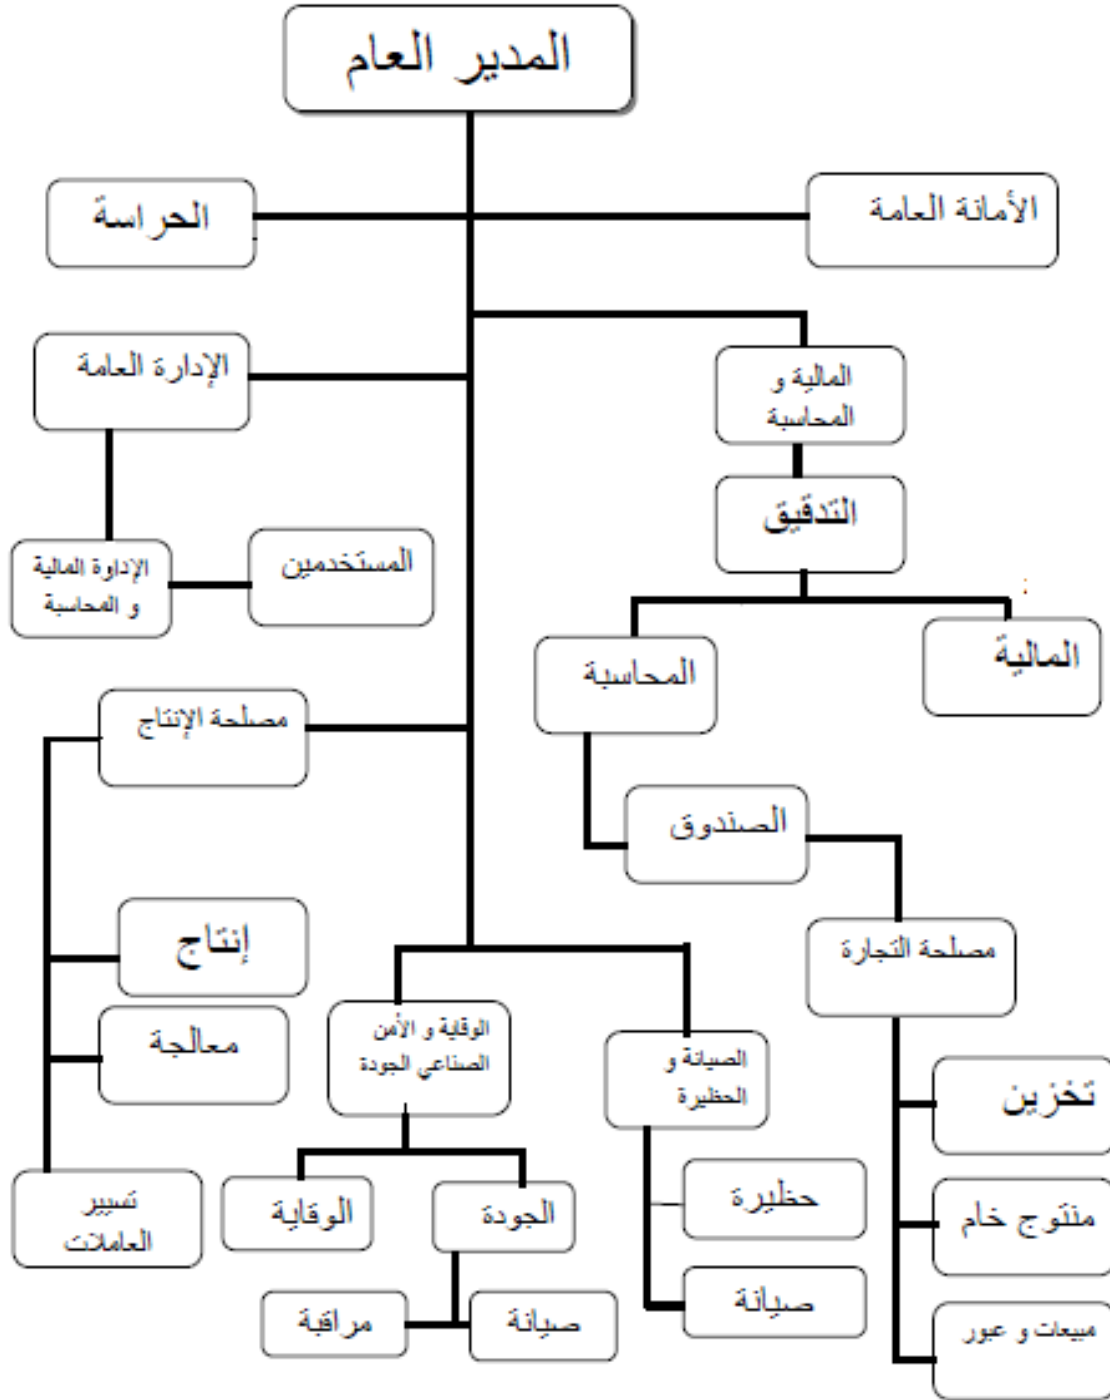 المدير العام
الأمانة العامة
الحراسة
الإدارة العامة
المالية و
المحاسبة
التدقيق
المستخدمين
الإداوة المالية
و المحاسبة
المالية
المحاسبة
مصلحة الإنتاج
الصندوق
مصلحة التجارة
إنتاج
معالجة
الوقاية و الأمن
الصناعي الجودة
الصيانة و
الحظيرة
تخزين
تسيير
العاملات
الوقاية
الجودة
حظيرة
منتوج خام
مراقبة
صيانة
صيانة
مبيعات و عبور